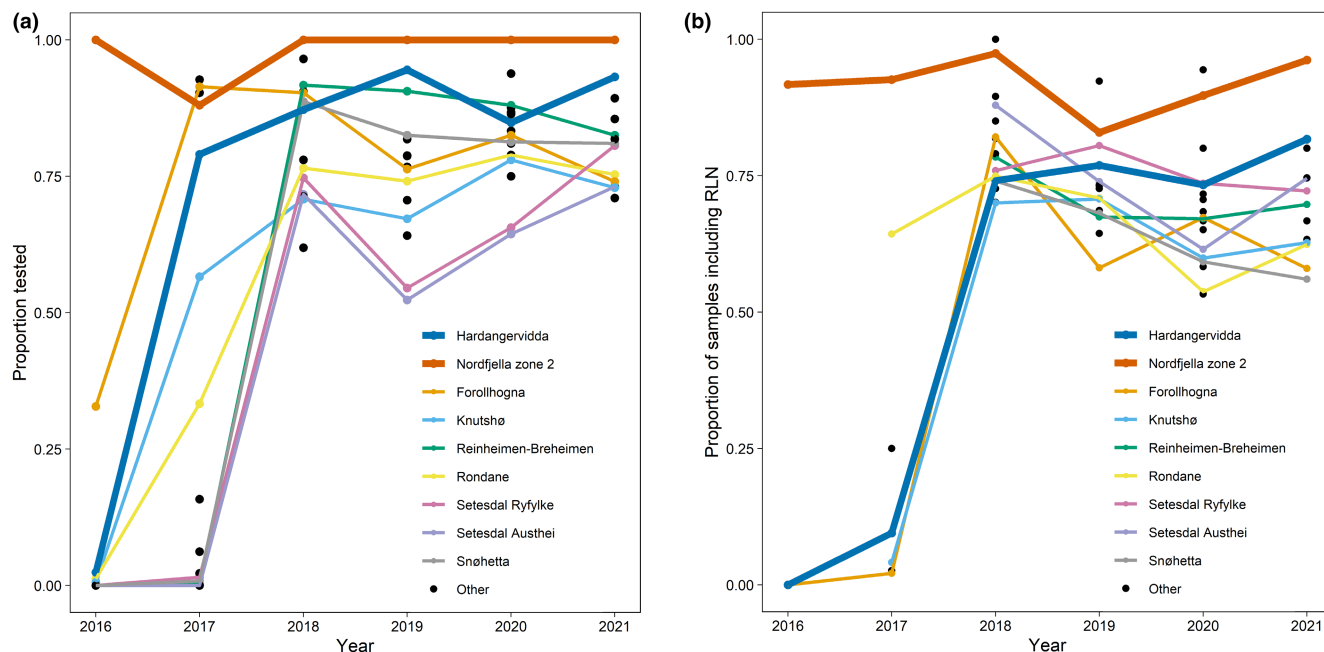 (a)
Proportion tested
1.00
0.75
0.50
0.25
0.00
2016 2017 2018 2019 2020 2021
Year
Hardangervidda
Nordfjella zone 2
Forollhogna
Knutshø
Reinheimen-Breheimen
Rondane
Setesdal Ryfylke
Setesdal Austhei
Snøhetta
Other
(b)
Proportion of samples including RLN
1.00
0.75
0.50
0.25
0.00
2016 2017 2018 2019 2020 2021
Year
Hardangervidda
Nordfjella zone 2
Forollhogna
Knutshø
Reinheimen-Breheimen
Rondane
Setesdal Ryfylke
Setesdal Austhei
Snøhetta
Other